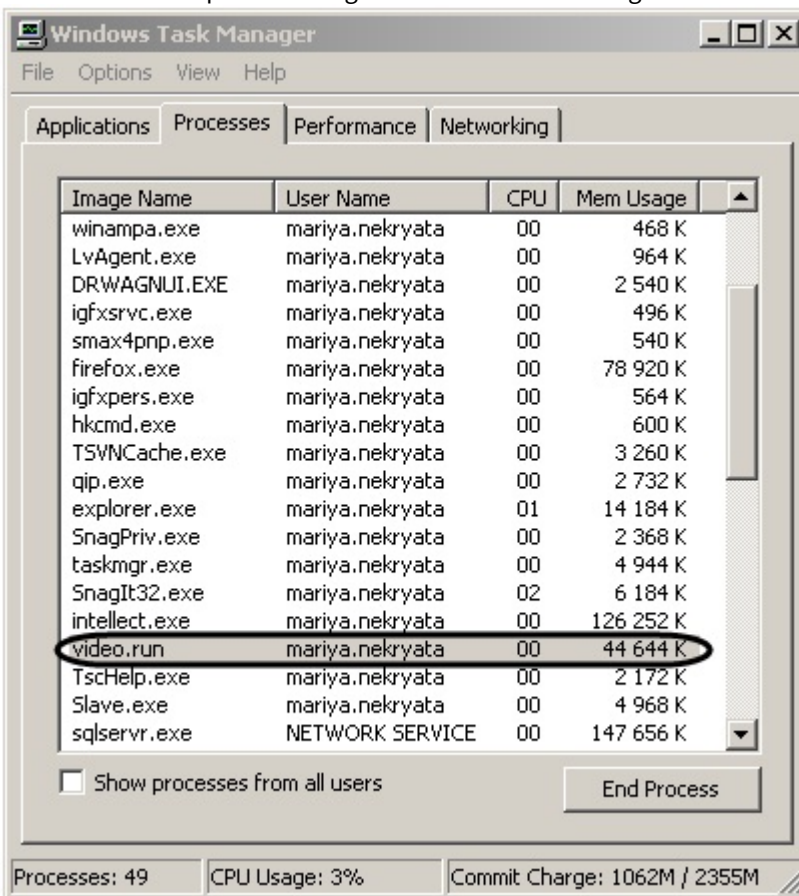 Windows Task Manager
File Options View Help
Applications Processes Performance Networking
Image Name User Name CPU Mem Usage
winampa.exe mariya.nekryata 00 468 K
LvAgent.exe mariya.nekryata 00 964 K
DRWAGNUI.EXE mariya.nekryata 00 2 540 K
igfxsrvc.exe mariya.nekryata 00 496 K
smax4pnp.exe mariya.nekryata 00 540 K
firefox.exe mariya.nekryata 00 78 920 K
igfxpers.exe mariya.nekryata 00 564 K
hkcmd.exe mariya.nekryata 00 600 K
TSVNCache.exe mariya.nekryata 00 3 260 K
qip.exe mariya.nekryata 00 2 732 K
explorer.exe mariya.nekryata 01 14 184 K
SnagPriv.exe mariya.nekryata 00 2 368 K
taskmgr.exe mariya.nekryata 00 4 944 K
SnagIt32.exe mariya.nekryata 02 6 184 K
intellect.exe mariya.nekryata 00 126 252 K
video.run mariya.nekryata 00 44 644 K
TscHelp.exe mariya.nekryata 00 2 172 K
Slave.exe mariya.nekryata 00 4 968 K
sqlservr.exe NETWORK SERVICE 00 147 656 K
Show processes from all users
End Process
Processes: 49 CPU Usage: 3% Commit Charge: 1062M / 2355M